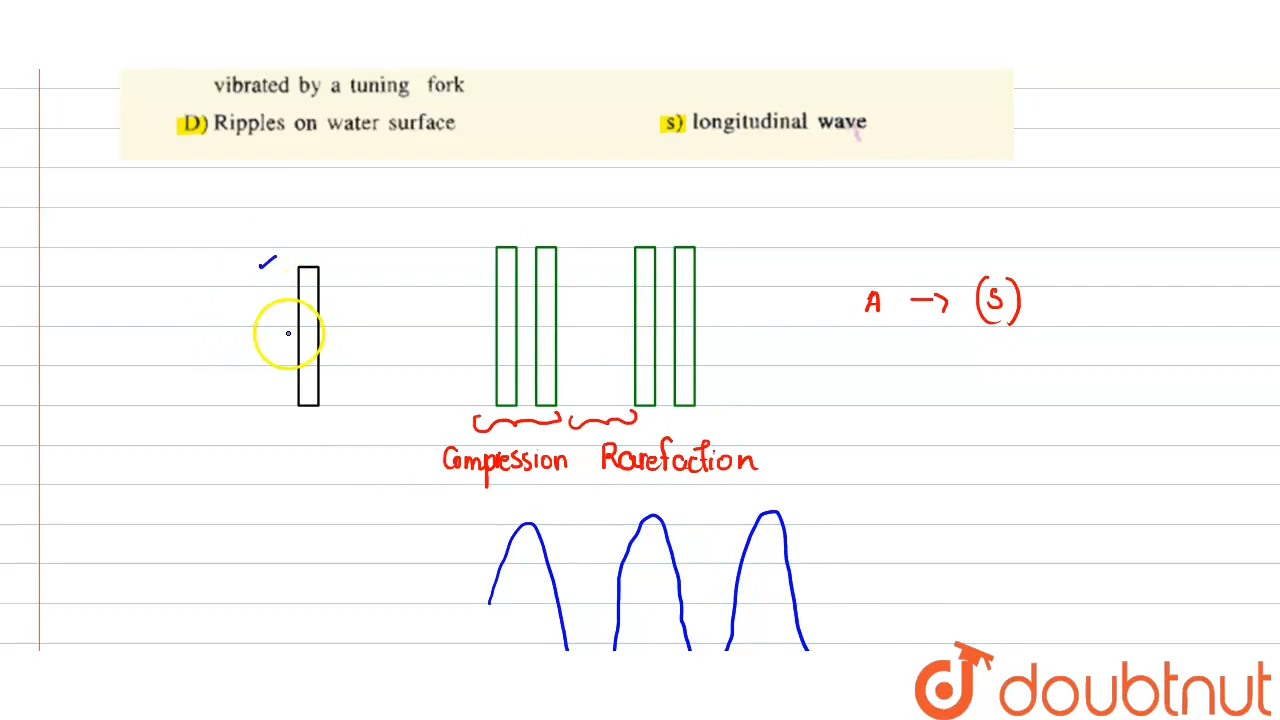 vibrated by a tuning fork
D) Ripples on water surface
s) longitudinal wave
A → (S)
Compression Rarefaction
doubtnut